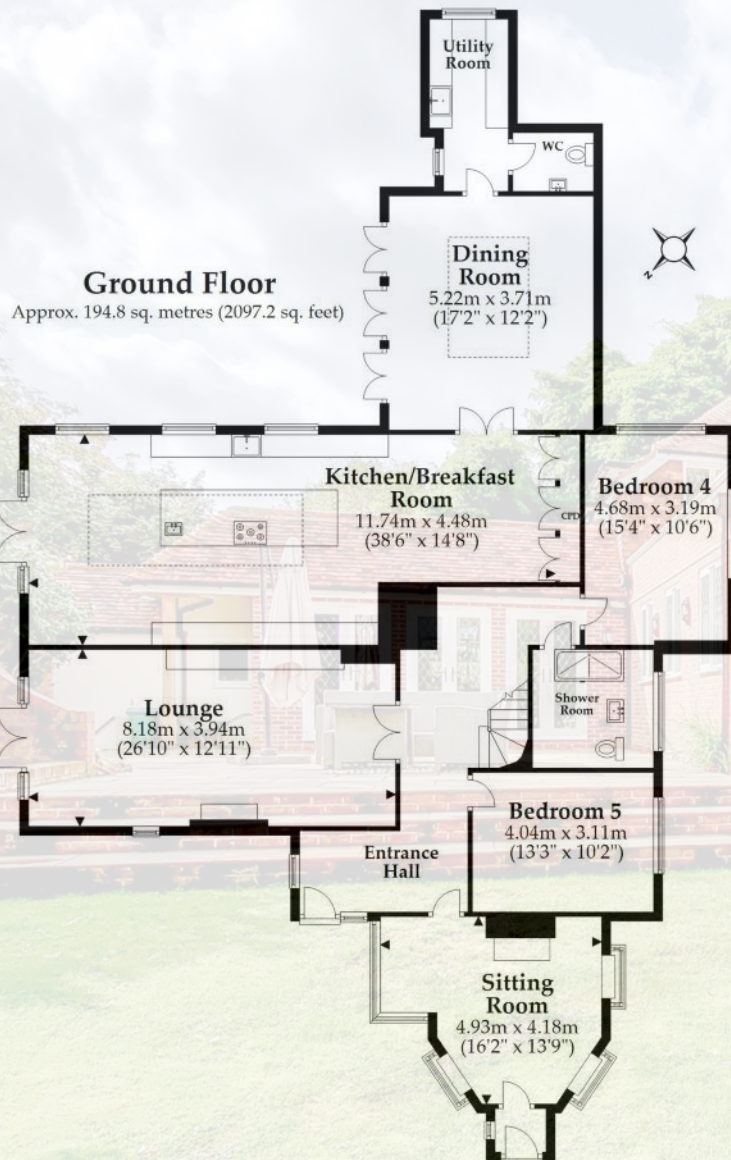 Utility
Room
WC
Dining
Room
5.22m x 3.71m
(17'2" x 12'2")
N
Ground Floor
Approx. 194.8 sq. metres (2097.2 sq. feet)
Kitchen/Breakfast
Room
11.74m x 4.48m
(38'6" x 14'8")
CPD
Bedroom 4
4.68m x 3.19m
(15'4" x 10'6")
Lounge
8.18m x 3.94m
(26'10" x 12'11")
Shower
Room
Bedroom 5
4.04m x 3.11m
(13'3" x 10'2")
Entrance
Hall
Sitting
Room
4.93m x 4.18m
(16'2" x 13'9")